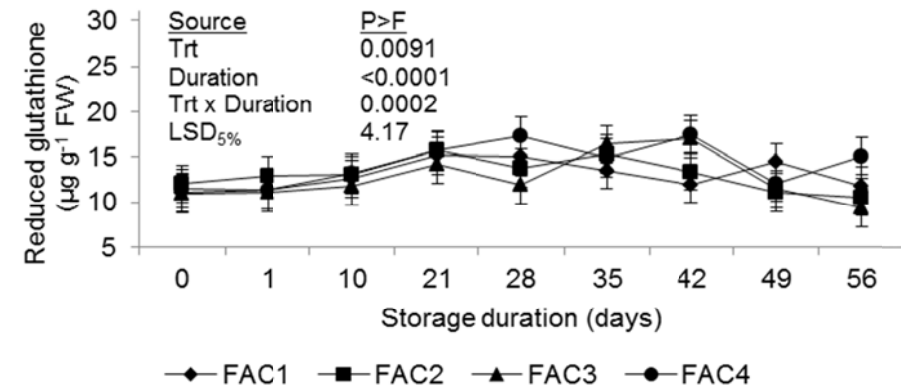 Reduced glutathione
(µg g-1 FW)
30
25
20
15
10
5
Source P>F
Trt 0.0091
Duration <0.0001
Trt x Duration 0.0002
LSD5% 4.17
0 1 10 21 28 35 42 49 56
Storage duration (days)
FAC1 FAC2 FAC3 FAC4